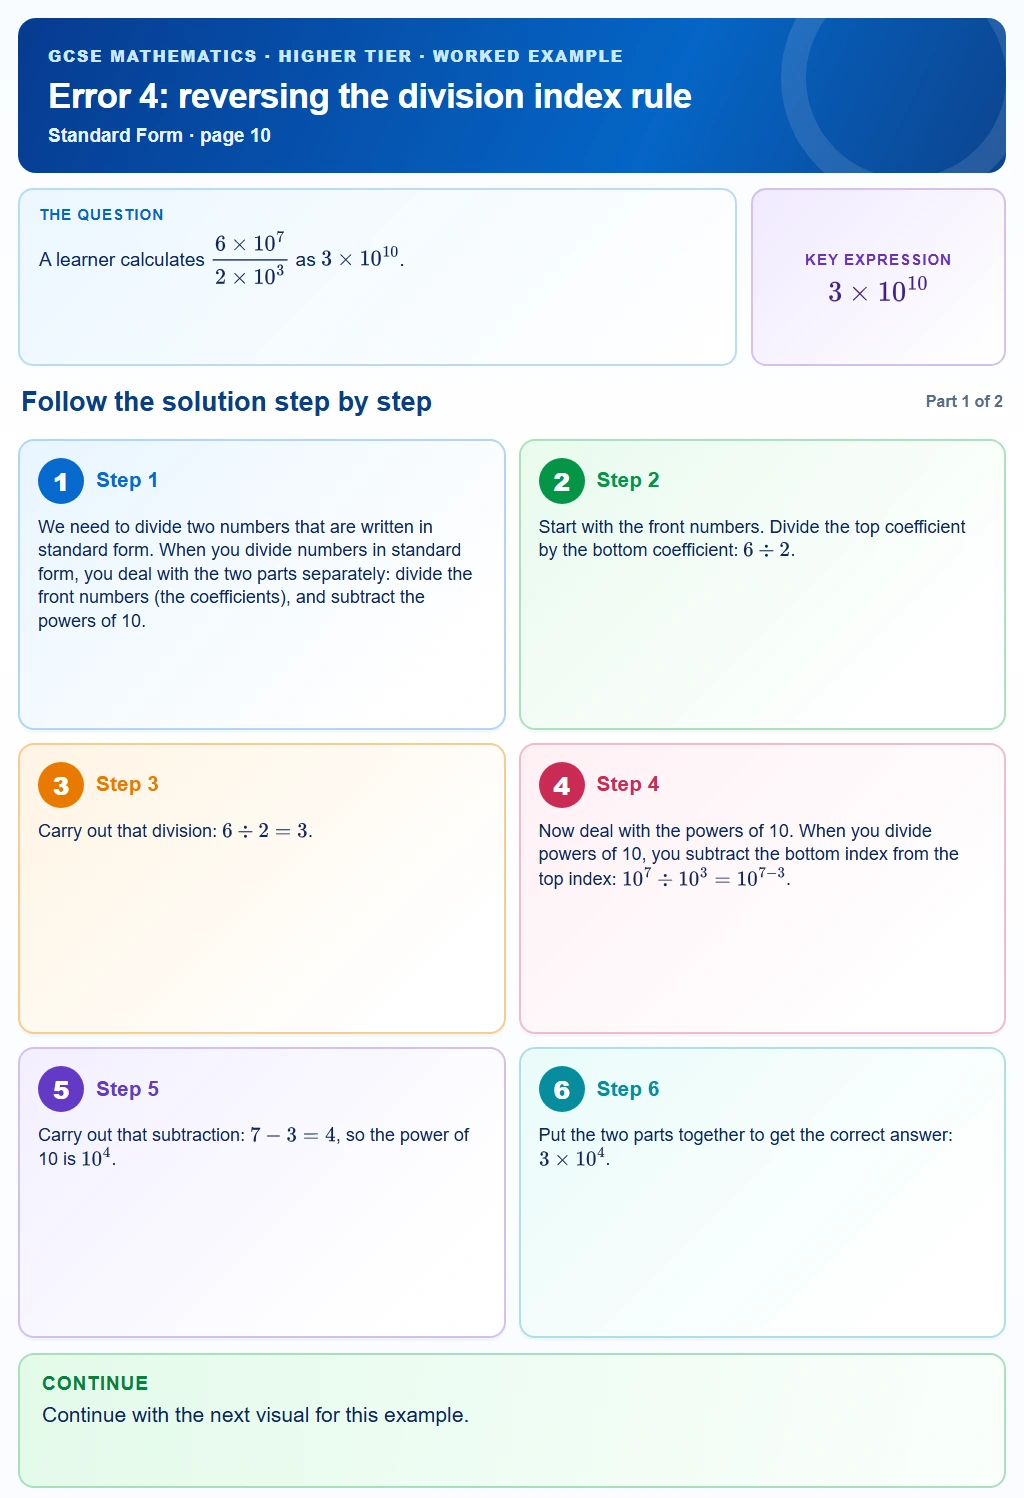 GCSE MATHEMATICS · HIGHER TIER · WORKED EXAMPLE
Error 4: reversing the division index rule
Standard Form · page 10
THE QUESTION
A learner calculates \frac{6 × 10^7}{2 × 10^3} as 3 × 10^{10}.
KEY EXPRESSION
3 × 10^{10}
Follow the solution step by step
Part 1 of 2
1 Step 1
We need to divide two numbers that are written in
standard form. When you divide numbers in standard
form, you deal with the two parts separately: divide the
front numbers (the coefficients), and subtract the
powers of 10.
2 Step 2
Start with the front numbers. Divide the top coefficient
by the bottom coefficient: 6 ÷ 2.
3 Step 3
Carry out that division: 6 ÷ 2 = 3.
4 Step 4
Now deal with the powers of 10. When you divide
powers of 10, you subtract the bottom index from the
top index: 10^7 ÷ 10^3 = 10^{7−3}.
5 Step 5
Carry out that subtraction: 7 − 3 = 4, so the power of
10 is 10^4.
6 Step 6
Put the two parts together to get the correct answer:
3 × 10^4.
CONTINUE
Continue with the next visual for this example.